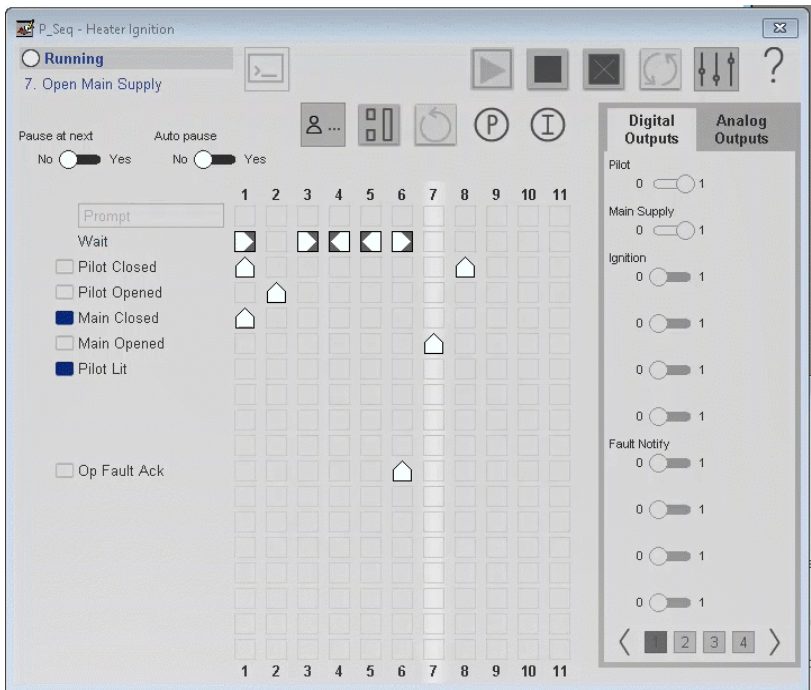 P_Seq - Heater Ignition
Running
7. Open Main Supply
>_
?
...
P
I
Pause at next
Auto pause
No Yes No Yes
Digital Outputs
Analog Outputs
1 2 3 4 5 6 7 8 9 10 11
Prompt
Wait
Pilot Closed
Pilot Opened
Main Closed
Main Opened
Pilot Lit
Op Fault Ack
1 2 3 4 5 6 7 8 9 10 11
Pilot
0 1
Main Supply
0 1
Ignition
0 1
0 1
0 1
0 1
Fault Notify
0 1
0 1
0 1
0 1
1 2 3 4